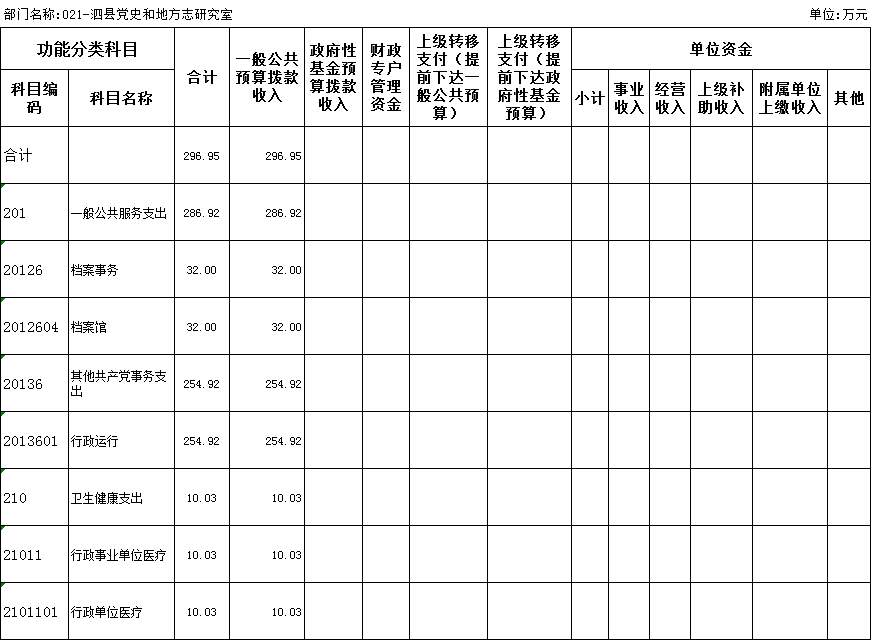 部门名称:021-泗县党史和地方志研究室 单位:万元
功能分类科目 合计 一般公共预算拨款收入 政府性基金预算拨款收入 财政专户管理资金 上级转移支付（提前下达一般公共预算） 上级转移支付（提前下达政府性基金预算） 单位资金
科目编码 科目名称 小计 事业收入 经营收入 上级补助收入 附属单位上缴收入 其他
合计 296.95 296.95
201 一般公共服务支出 286.92 286.92
20126 档案事务 32.00 32.00
2012604 档案馆 32.00 32.00
20136 其他共产党事务支出 254.92 254.92
2013601 行政运行 254.92 254.92
210 卫生健康支出 10.03 10.03
21011 行政事业单位医疗 10.03 10.03
2101101 行政单位医疗 10.03 10.03